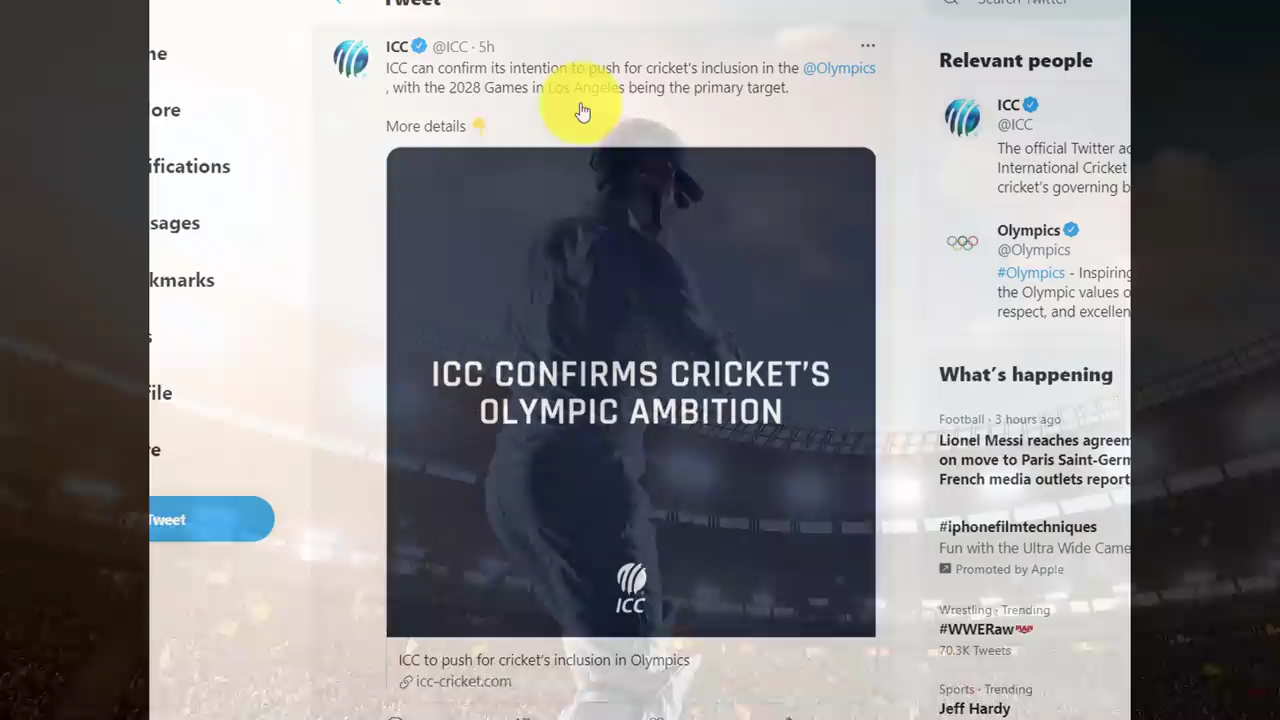 Tweet
Search Twitter
me
ore
ifications
sages
kmarks
s
file
re
Tweet
ICC @ICC · 5h
ICC can confirm its intention to push for cricket's inclusion in the @Olympics
, with the 2028 Games in Los Angeles being the primary target.
More details
ICC CONFIRMS CRICKET'S
OLYMPIC AMBITION
ICC
ICC to push for cricket's inclusion in Olympics
icc-cricket.com
Relevant people
ICC
@ICC
The official Twitter ac
International Cricket
cricket's governing b
Olympics
@Olympics
#Olympics - Inspiring
the Olympic values o
respect, and excellen
What's happening
Football · 3 hours ago
Lionel Messi reaches agreem
on move to Paris Saint-Germ
French media outlets report
#iphonefilmtechniques
Fun with the Ultra Wide Came
Promoted by Apple
Wrestling · Trending
#WWERaw
70.3K Tweets
Sports · Trending
Jeff Hardy